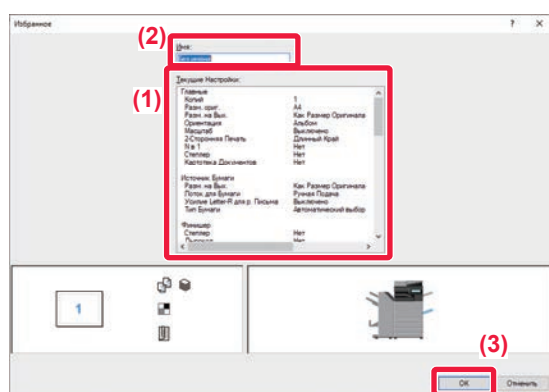 Избранное ? X
(2)
Имя:
(1)
Текущие Настройки:
Главные
Копий 1
Разм. ориг. A4
Разм. на Вых. Как Размер Оригинала
Ориентация Альбом
Масштаб Выключено
2-Сторонняя Печать Длинный Край
N в 1 Нет
Степлер Нет
Картотека Документов Нет
Источник Бумаги
Разм. на Вых. Как Размер Оригинала
Лоток для Бумаги Ручная Подача
Усилие Letter-R для р. Письма Выключено
Тип Бумаги Автоматический выбор
Финишер
Степлер Нет
Нет
1
(3)
OK Отменить